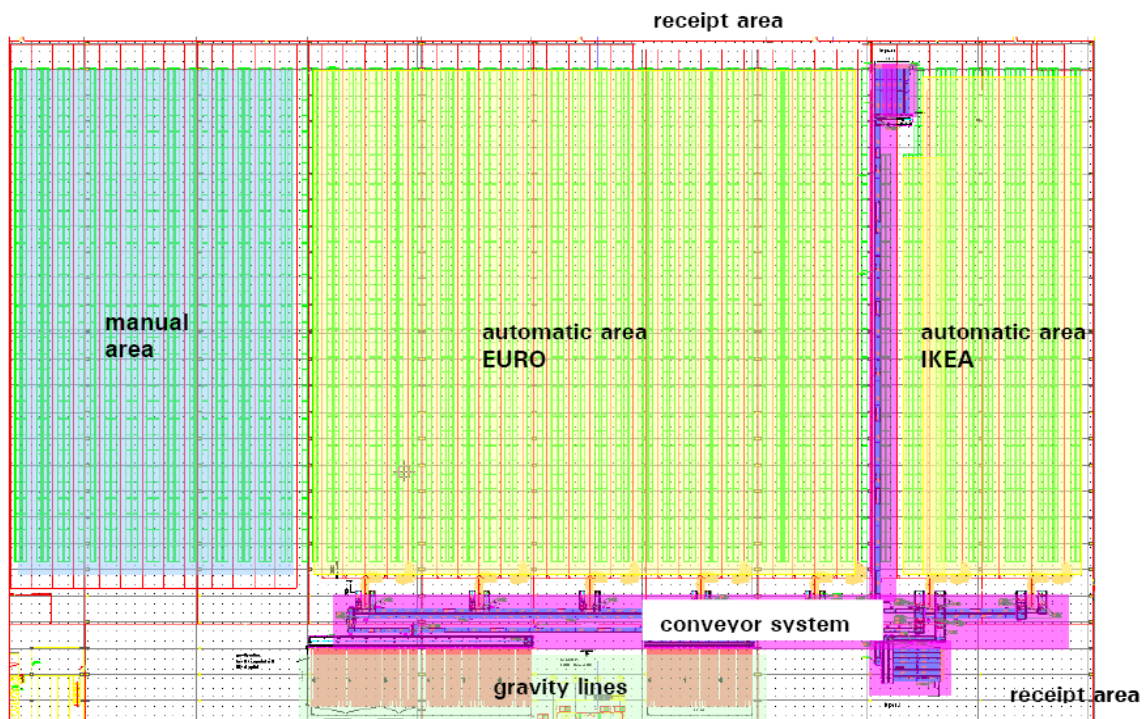 receipt area
manual
area
automatic area
EURO
automatic area
IKEA
conveyor system
gravity lines
receipt area